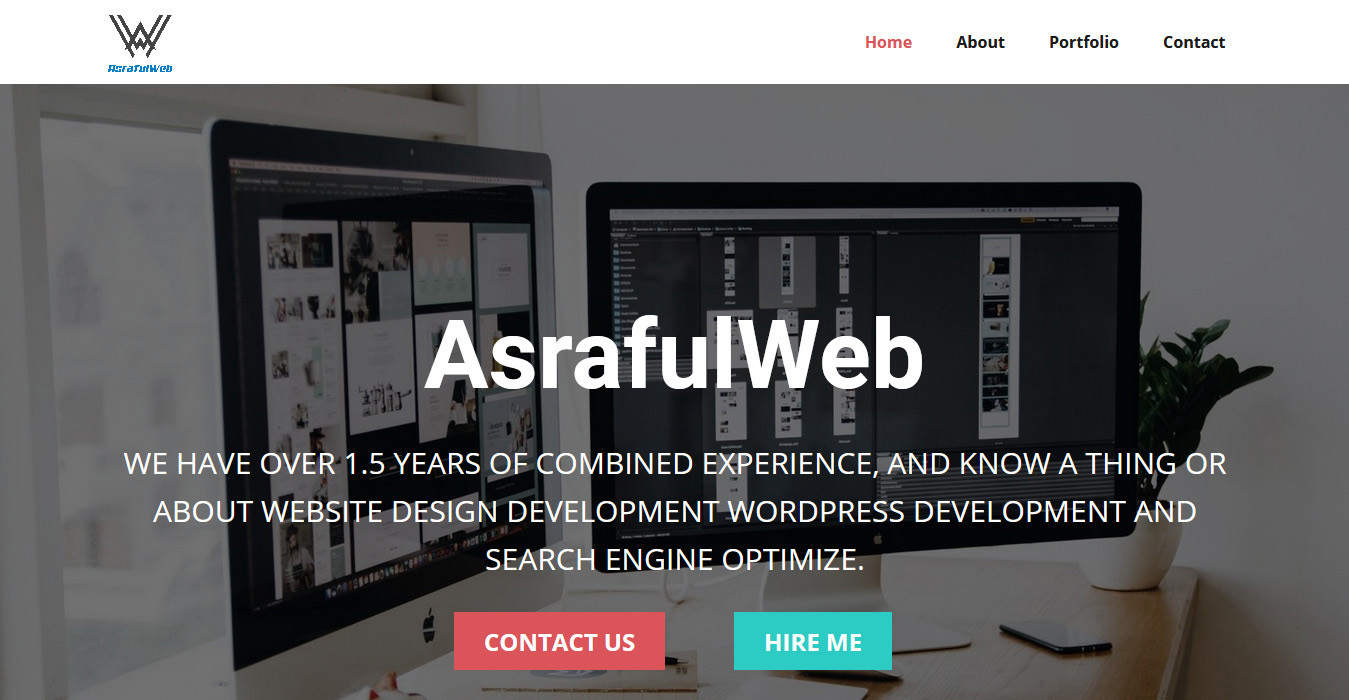 AsrafulWeb
Home About Portfolio Contact
AsrafulWeb
WE HAVE OVER 1.5 YEARS OF COMBINED EXPERIENCE, AND KNOW A THING OR
ABOUT WEBSITE DESIGN DEVELOPMENT WORDPRESS DEVELOPMENT AND
SEARCH ENGINE OPTIMIZE.
CONTACT US HIRE ME